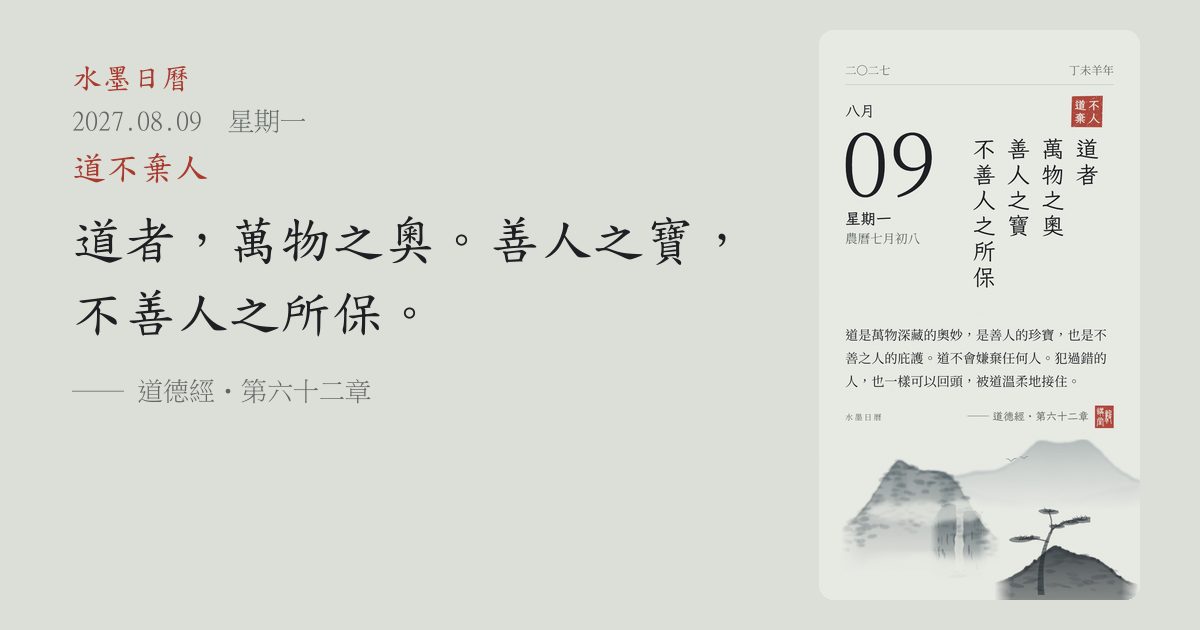 水墨日曆
2027.08.09 星期一
道不棄人
道者，萬物之奧。善人之寶，
不善人之所保。
—— 道德經・第六十二章
二〇二七
丁未羊年
八月
09
星期一
農曆七月初八
不人
道棄
道者
萬物之奧
善人之寶
不善人之所保
道是萬物深藏的奧妙，是善人的珍寶，也是不
善之人的庇護。道不會嫌棄任何人。犯過錯的
人，也一樣可以回頭，被道溫柔地接住。
水墨日曆
—— 道德經・第六十二章